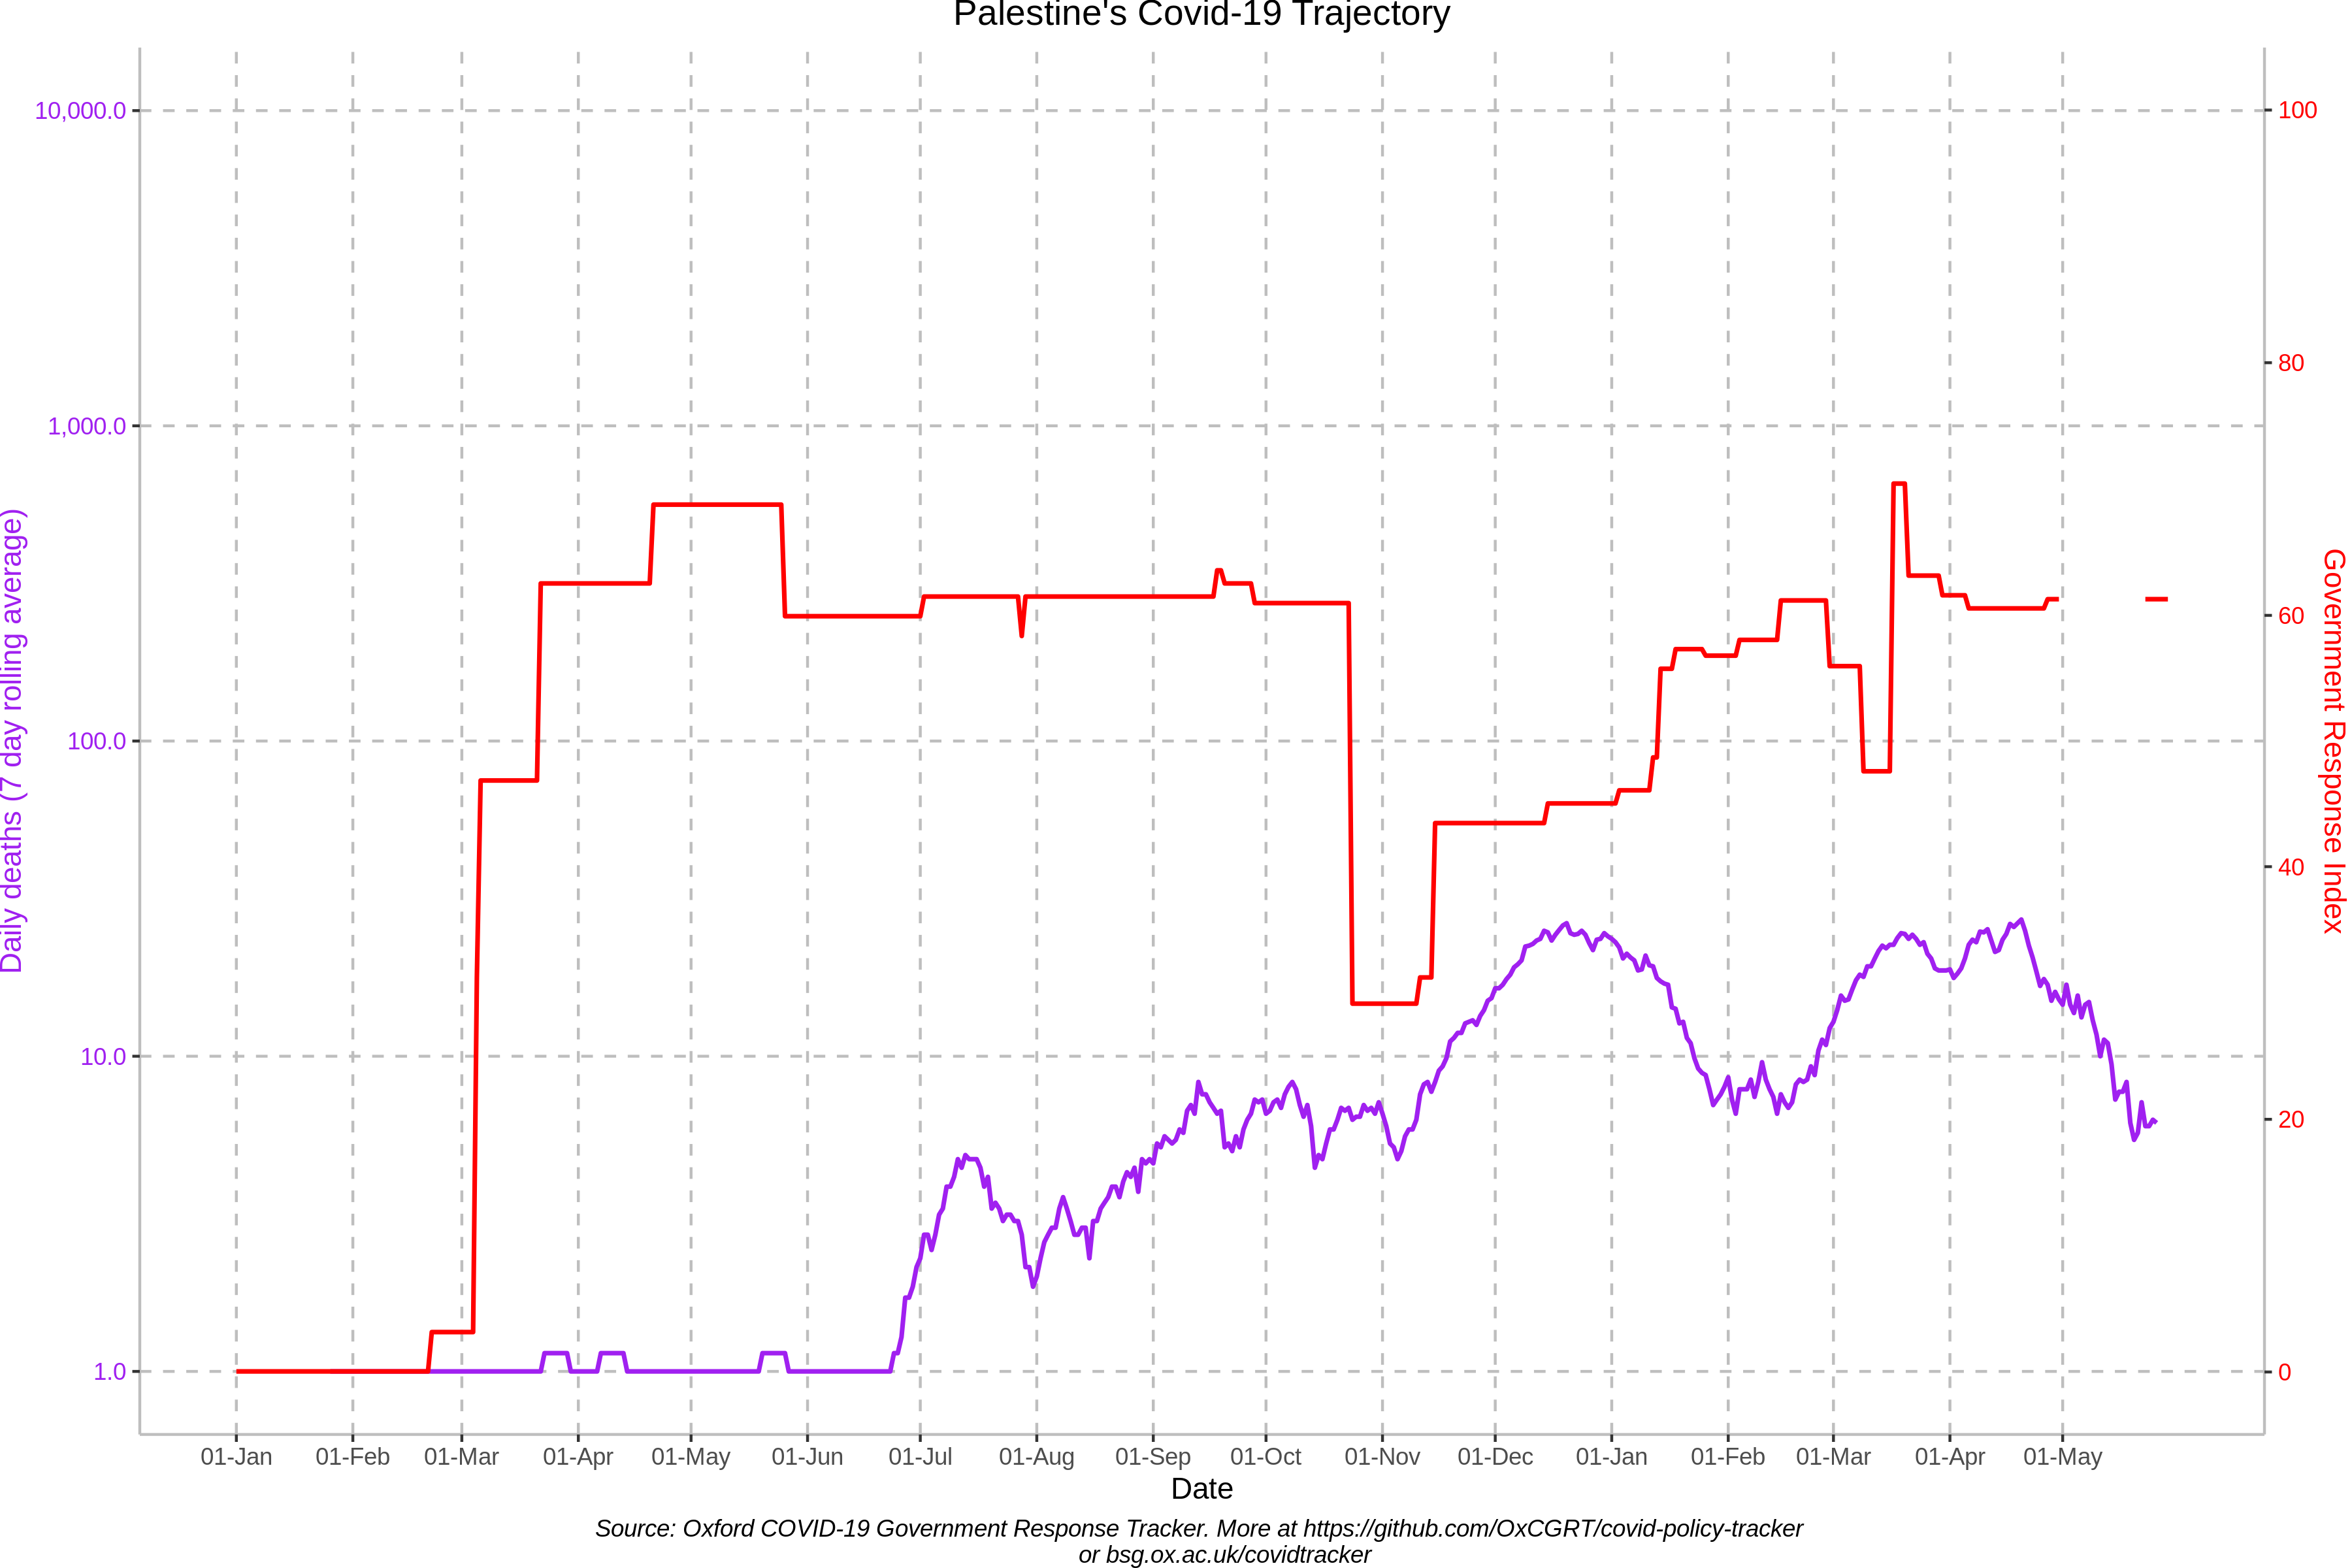 Palestine's Covid-19 Trajectory
10,000.0
1,000.0
100.0
10.0
1.0
Daily deaths (7 day rolling average)
100
80
60
40
20
0
Government Response Index
01-Jan 01-Feb 01-Mar 01-Apr 01-May 01-Jun 01-Jul 01-Aug 01-Sep 01-Oct 01-Nov 01-Dec 01-Jan 01-Feb 01-Mar 01-Apr 01-May
Date
Source: Oxford COVID-19 Government Response Tracker. More at https://github.com/OxCGRT/covid-policy-tracker
or bsg.ox.ac.uk/covidtracker